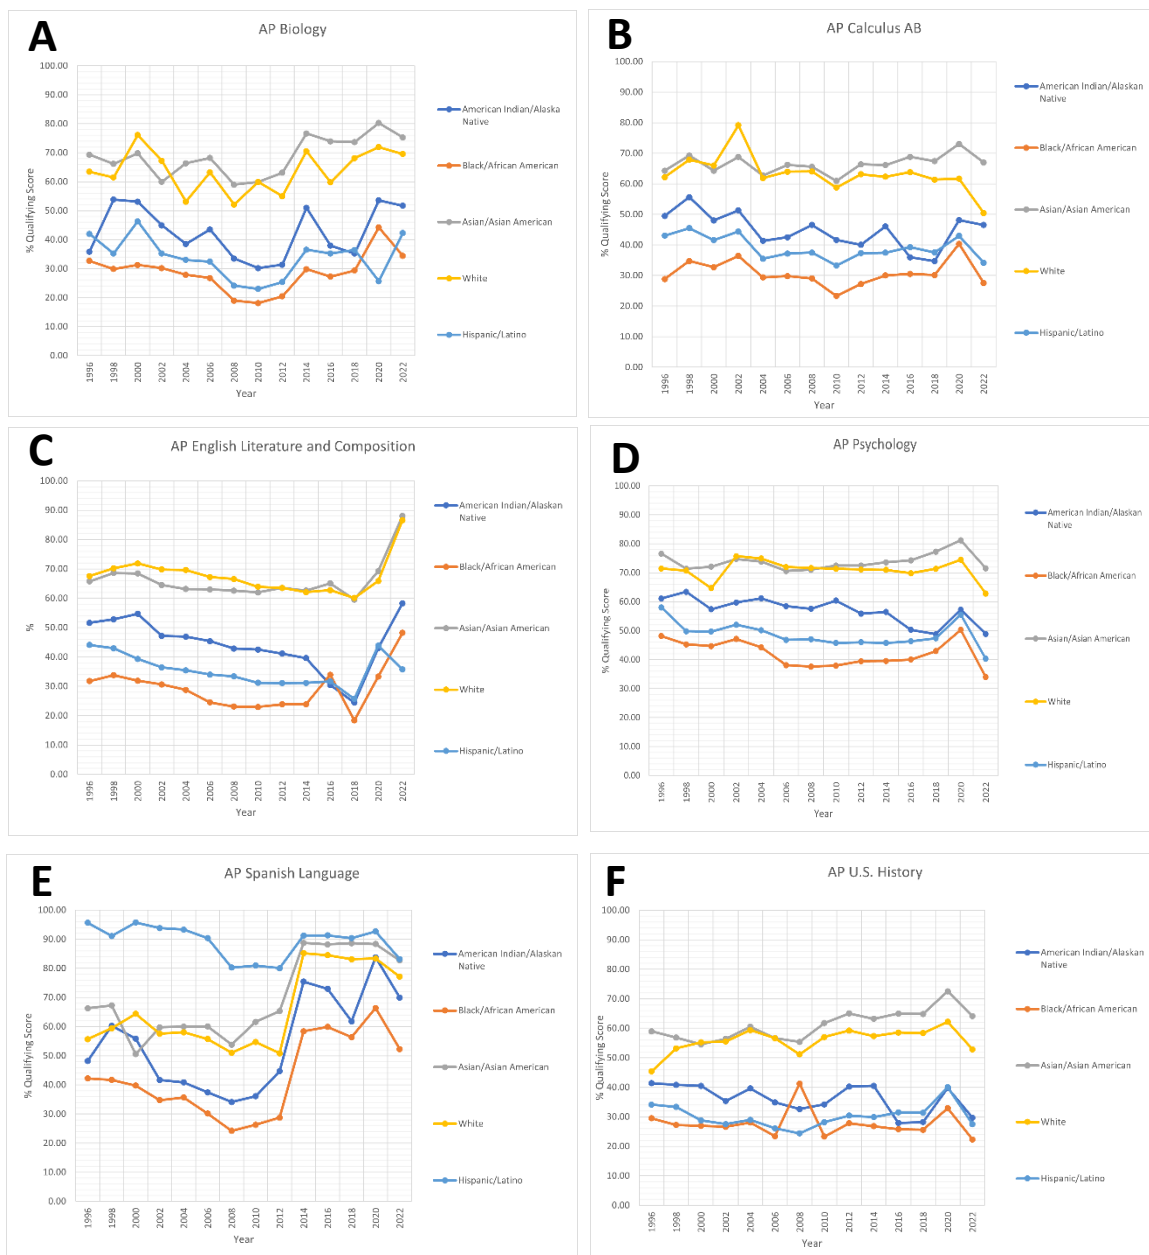 A
AP Biology
100.00
90.00
80.00
70.00
60.00
50.00
40.00
30.00
20.00
10.00
0.00
% Qualifying Score
1996 1998 2000 2002 2004 2006 2008 2010 2012 2014 2016 2018 2020 2022
Year
American Indian/Alaska
Native
Black/African American
Asian/Asian American
White
Hispanic/Latino
B
AP Calculus AB
100.00
90.00
80.00
70.00
60.00
50.00
40.00
30.00
20.00
10.00
0.00
% Qualifying Score
1996 1998 2000 2002 2004 2006 2008 2010 2012 2014 2016 2018 2020 2022
Year
American Indian/Alaskan
Native
Black/African American
Asian/Asian American
White
Hispanic/Latino
C
AP English Literature and Composition
100.00
90.00
80.00
70.00
60.00
50.00
40.00
30.00
20.00
10.00
0.00
%
1996 1998 2000 2002 2004 2006 2008 2010 2012 2014 2016 2018 2020 2022
Year
American Indian/Alaskan
Native
Black/African American
Asian/Asian American
White
Hispanic/Latino
D
AP Psychology
100.00
90.00
80.00
70.00
60.00
50.00
40.00
30.00
20.00
10.00
0.00
% Qualifying Score
1996 1998 2000 2002 2004 2006 2008 2010 2012 2014 2016 2018 2020 2022
Year
American Indian/Alaskan
Native
Black/African American
Asian/Asian American
White
Hispanic/Latino
E
AP Spanish Language
100.00
90.00
80.00
70.00
60.00
50.00
40.00
30.00
20.00
10.00
0.00
% Qualifying Score
1996 1998 2000 2002 2004 2006 2008 2010 2012 2014 2016 2018 2020 2022
Year
American Indian/Alaskan
Native
Black/African American
Asian/Asian American
White
Hispanic/Latino
F
AP U.S. History
100.00
90.00
80.00
70.00
60.00
50.00
40.00
30.00
20.00
10.00
0.00
% Qualifying Score
1996 1998 2000 2002 2004 2006 2008 2010 2012 2014 2016 2018 2020 2022
Year
American Indian/Alaskan
Native
Black/African American
Asian/Asian American
White
Hispanic/Latino